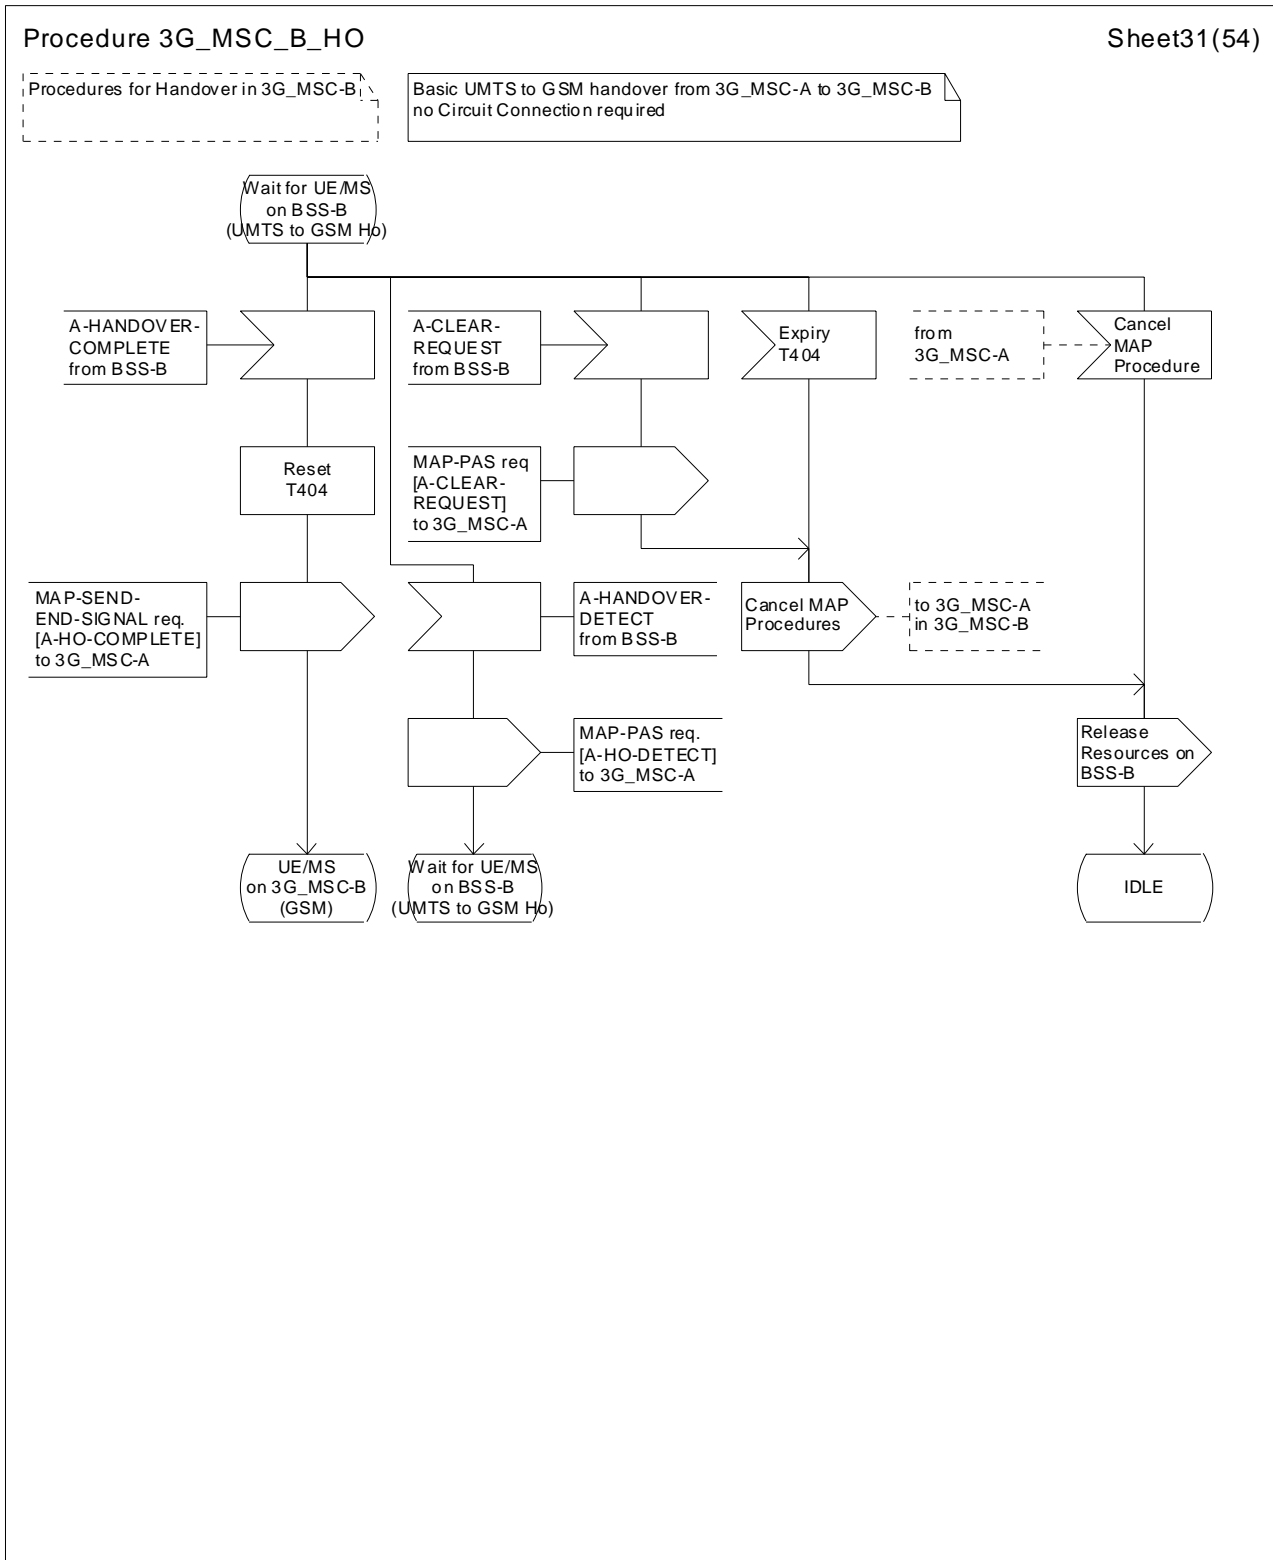 Procedure 3G_MSC_B_HO
Sheet31(54)
Procedures for Handover in 3G_MSC-B
Basic UMTS to GSM handover from 3G_MSC-A to 3G_MSC-B
no Circuit Connection required
Wait for UE/MS
on BSS-B
(UMTS to GSM Ho)
A-HANDOVER-
COMPLETE
from BSS-B
A-CLEAR-
REQUEST
from BSS-B
Expiry
T404
from
3G_MSC-A
Cancel
MAP
Procedure
Reset
T404
MAP-PAS req
[A-CLEAR-
REQUEST]
to 3G_MSC-A
MAP-SEND-
END-SIGNAL req.
[A-HO-COMPLETE]
to 3G_MSC-A
A-HANDOVER-
DETECT
from BSS-B
Cancel MAP
Procedures
to 3G_MSC-A
in 3G_MSC-B
MAP-PAS req.
[A-HO-DETECT]
to 3G_MSC-A
Release
Resources on
BSS-B
UE/MS
on 3G_MSC-B
(GSM)
Wait for UE/MS
on BSS-B
(UMTS to GSM Ho)
IDLE